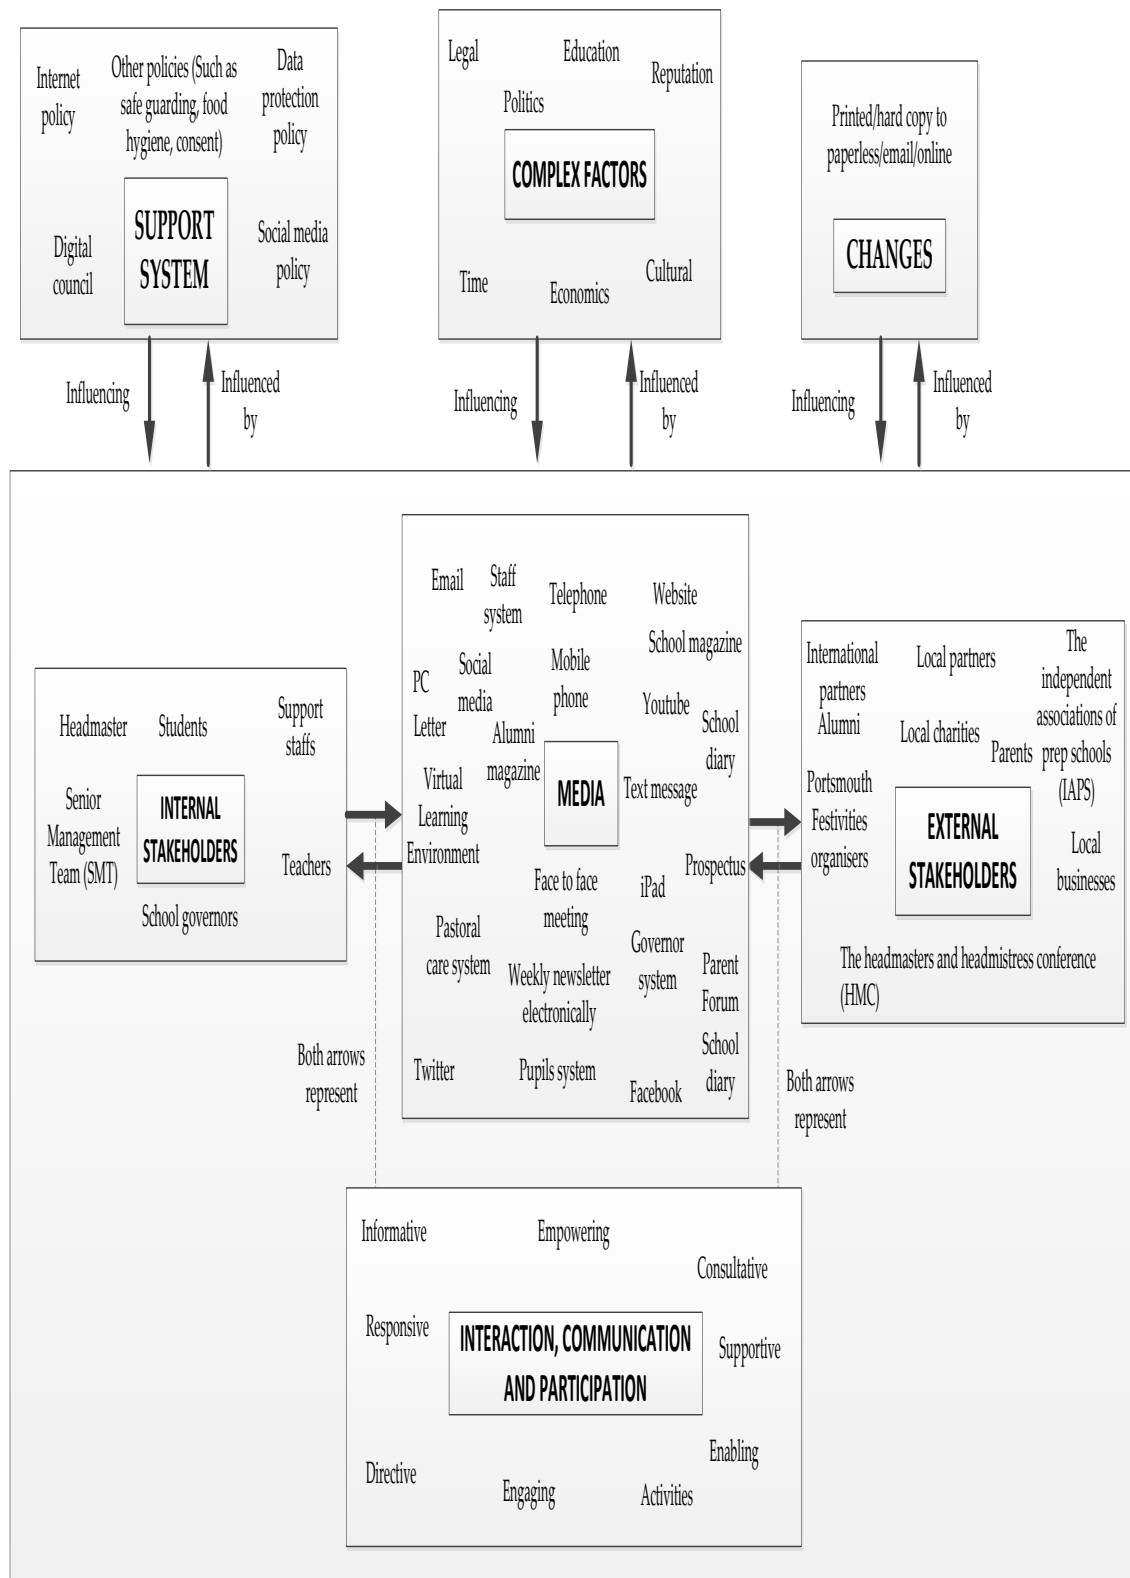 Internet
policy
Other policies (Such as
safe guarding, food
hygiene, consent)
Data
protection
policy
SUPPORT
SYSTEM
Digital
council
Social media
policy
Legal
Education
Reputation
Politics
COMPLEX FACTORS
Time
Economics
Cultural
Printed/hard copy to
paperless/email/online
CHANGES
Influencing
Influenced
by
Influencing
Influenced
by
Influencing
Influenced
by
Headmaster
Students
Support
staffs
Senior
Management
Team (SMT)
INTERNAL
STAKEHOLDERS
Teachers
School governors
Email
Staff
system
Telephone
Website
School magazine
PC
Social
media
Mobile
phone
Youtube
School
diary
Letter
Alumni
magazine
MEDIA
Text message
Virtual
Learning
Environment
Prospectus
Face to face
meeting
iPad
Pastoral
care system
Governor
system
Weekly newsletter
electronically
Parent
Forum
School
diary
Twitter
Pupils system
Facebook
International
partners
Local partners
The
independent
associations of
prep schools
(IAPS)
Alumni
Local charities
Parents
Portsmouth
Festivities
organisers
EXTERNAL
STAKEHOLDERS
Local
businesses
The headmasters and headmistress conference
(HMC)
Both arrows
represent
Both arrows
represent
Informative
Empowering
Consultative
Responsive
INTERACTION, COMMUNICATION
AND PARTICIPATION
Supportive
Directive
Engaging
Activities
Enabling